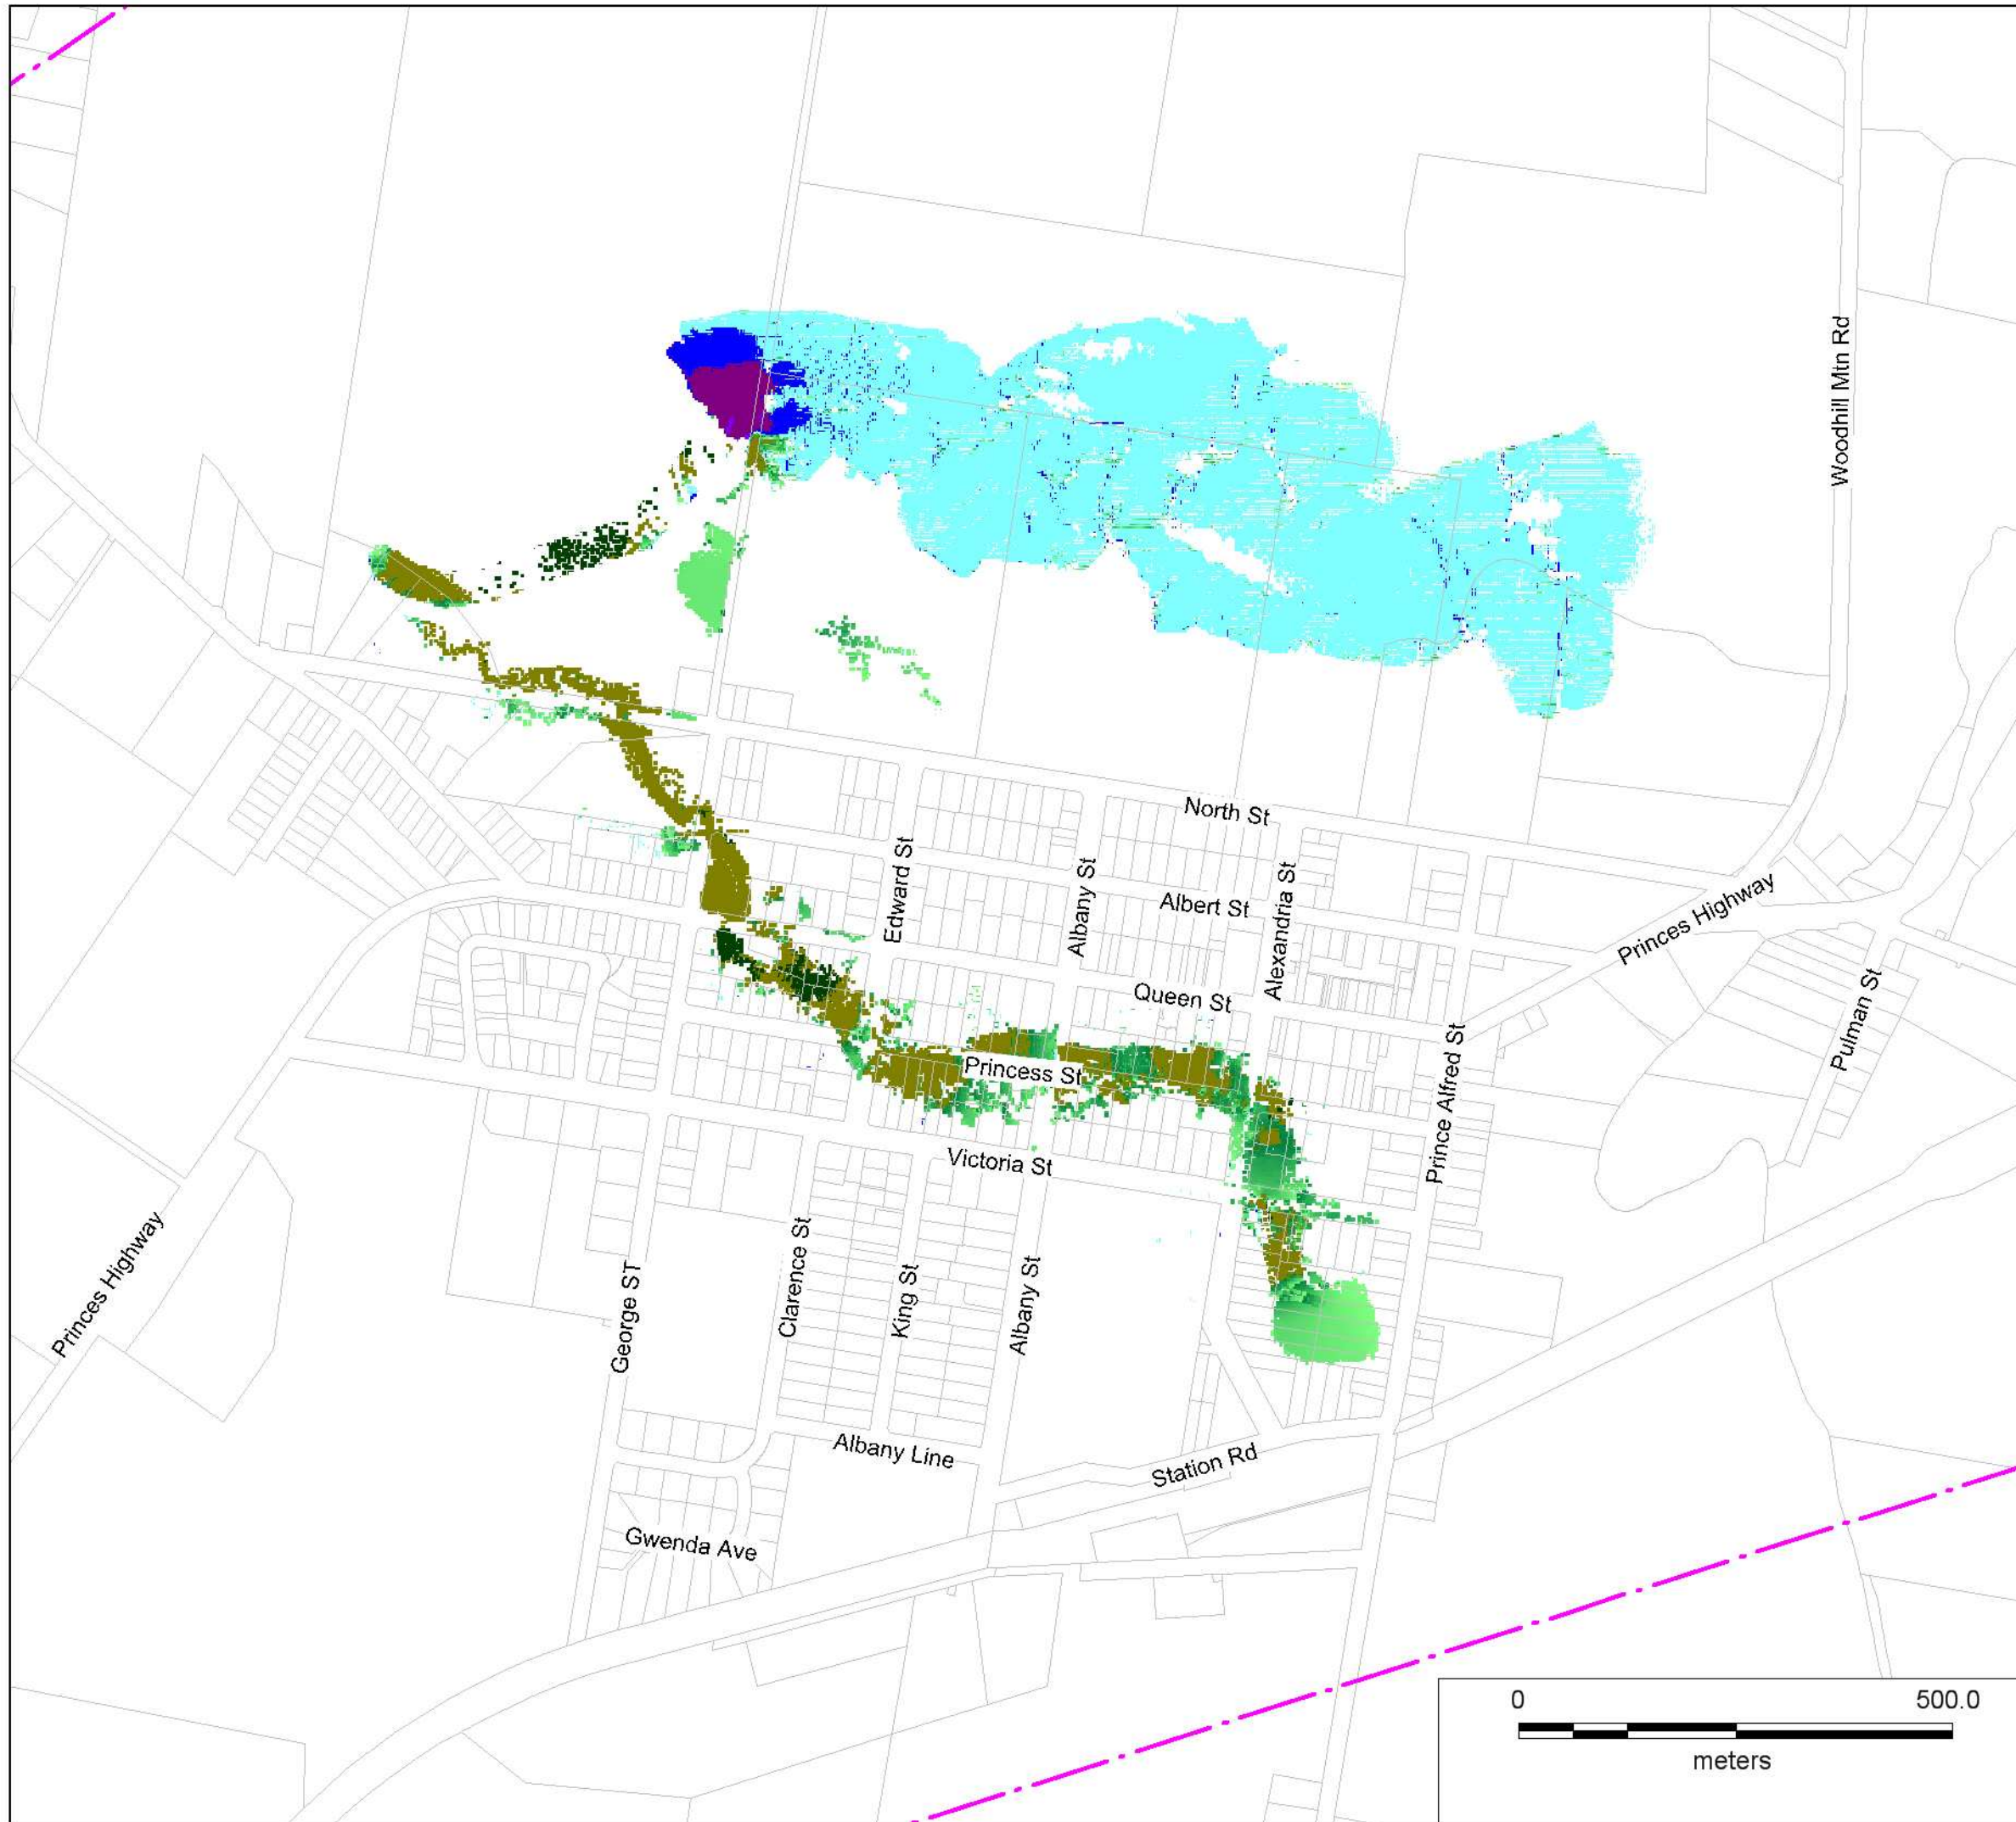 Woodhill Mtn Rd
North St
Edward St
Albany St
Albert St
Alexandria St
Princes Highway
Queen St
Pulman St
Princess St
Prince Alfred St
Victoria St
Princes Highway
George ST
Clarence St
King St
Albany St
Albany Line
Station Rd
Gwenda Ave
0 500.0
meters